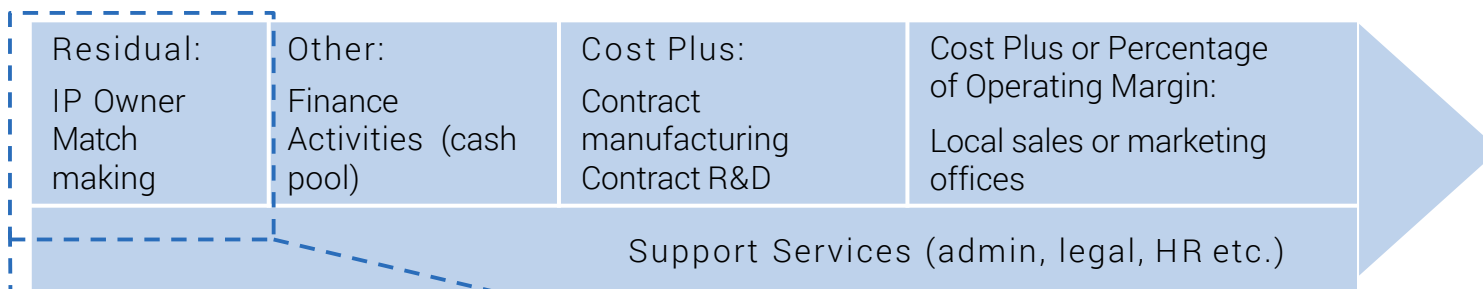 Residual:
IP Owner
Match
making
Other:
Finance
Activities (cash
pool)
Cost Plus:
Contract
manufacturing
Contract R&D
Cost Plus or Percentage
of Operating Margin:
Local sales or marketing
offices
Support Services (admin, legal, HR etc.)